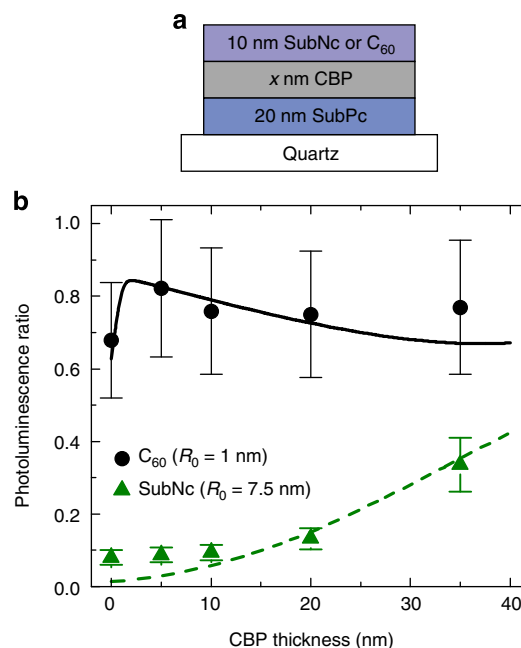 a
10 nm SubNc or C₆₀
x nm CBP
20 nm SubPc
Quartz
b
Photoluminescence ratio
1.0
0.8
0.6
0.4
0.2
0.0
C₆₀ (R₀ = 1 nm)
SubNc (R₀ = 7.5 nm)
0 10 20 30 40
CBP thickness (nm)